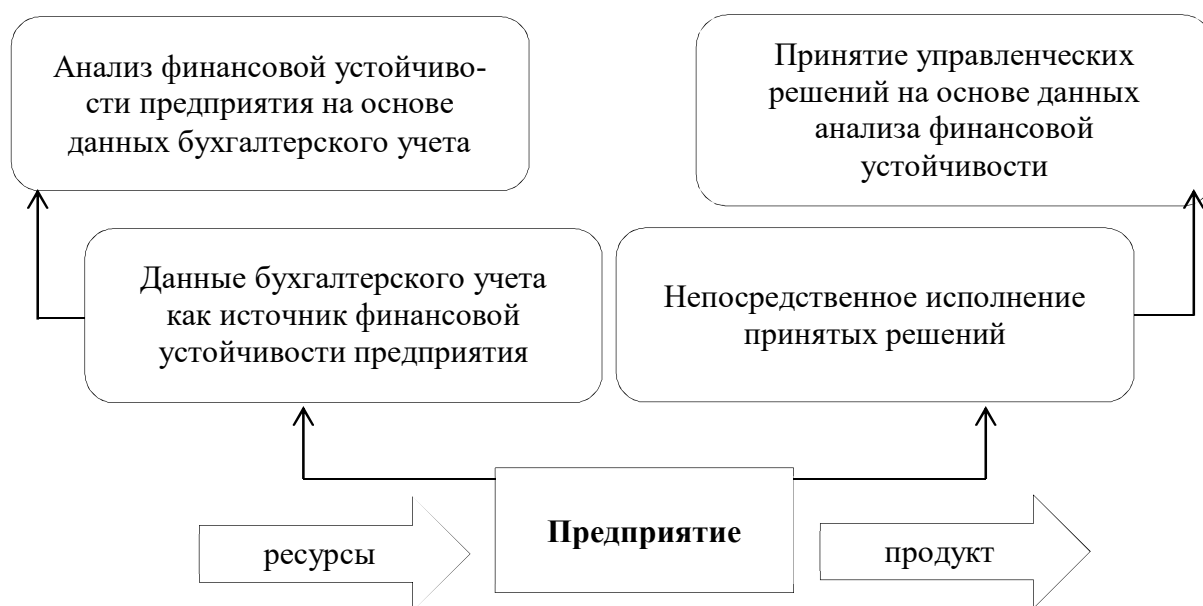 Анализ финансовой устойчиво-
сти предприятия на основе
данных бухгалтерского учета
Принятие управленческих
решений на основе данных
анализа финансовой
устойчивости
Данные бухгалтерского учета
как источник финансовой
устойчивости предприятия
Непосредственное исполнение
принятых решений
ресурсы
Предприятие
продукт